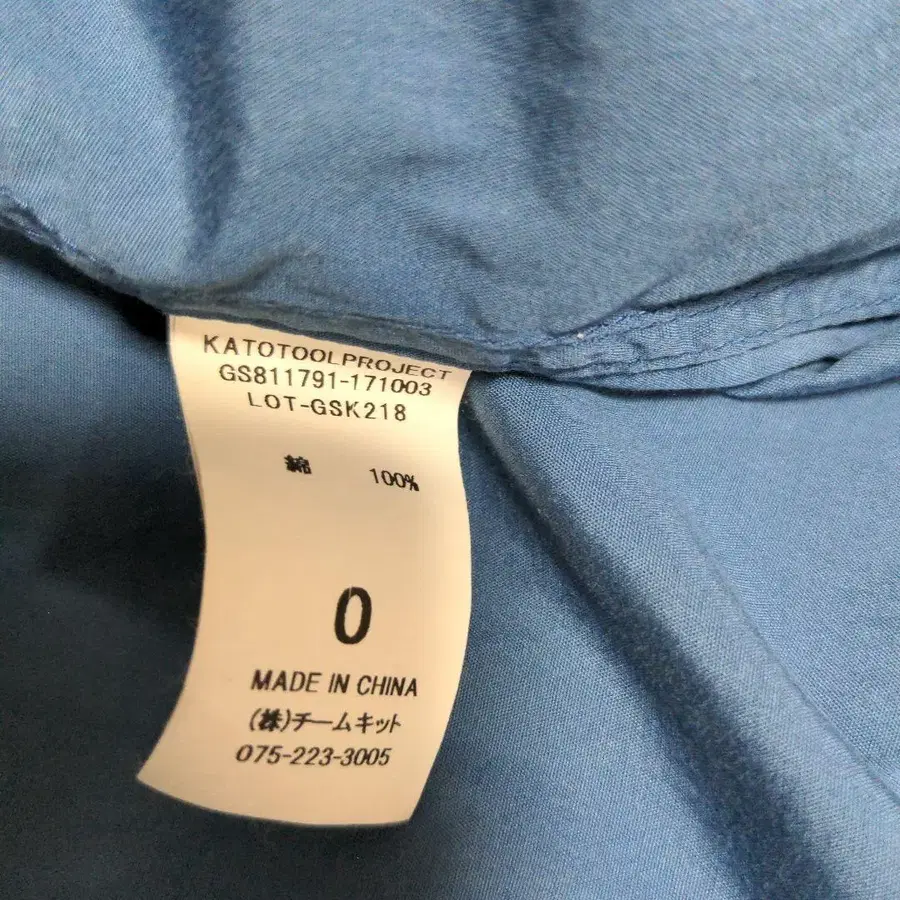 KATOTOOLPROJECT
GS811791-171003
LOT-GSK218
綿 100%
0
MADE IN CHINA
(株)チームキット
075-223-3005